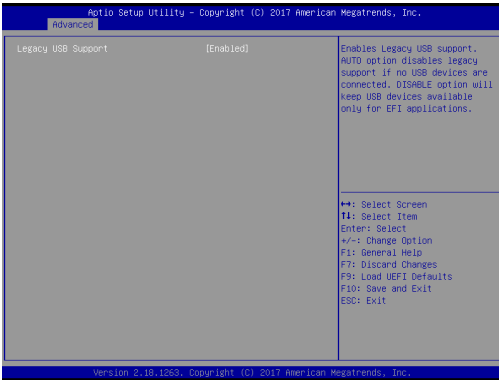 Aptio Setup Utility – Copyright (C) 2017 American Megatrends, Inc.
Advanced
Legacy USB Support [Enabled]
Enables Legacy USB support.
AUTO option disables legacy
support if no USB devices are
connected. DISABLE option will
keep USB devices available
only for EFI applications.
↔: Select Screen
↑↓: Select Item
Enter: Select
+/-: Change Option
F1: General Help
F7: Discard Changes
F9: Load UEFI Defaults
F10: Save and Exit
ESC: Exit
Version 2.18.1263. Copyright (C) 2017 American Megatrends, Inc.